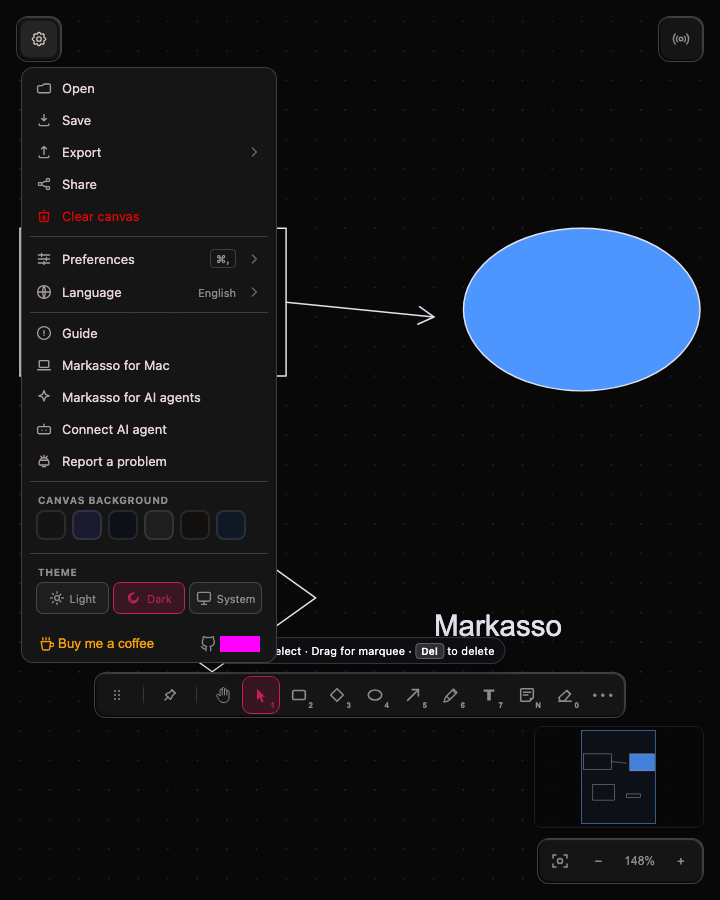 Open
Save
Export
Share
Clear canvas
Preferences ⌘,
Language English
Guide
Markasso for Mac
Markasso for AI agents
Connect AI agent
Report a problem
CANVAS BACKGROUND
THEME
Light Dark System
Markasso
Buy me a coffee
elect · Drag for marquee · Del to delete
1 2 3 4 5 6 T 7 N 0
148%